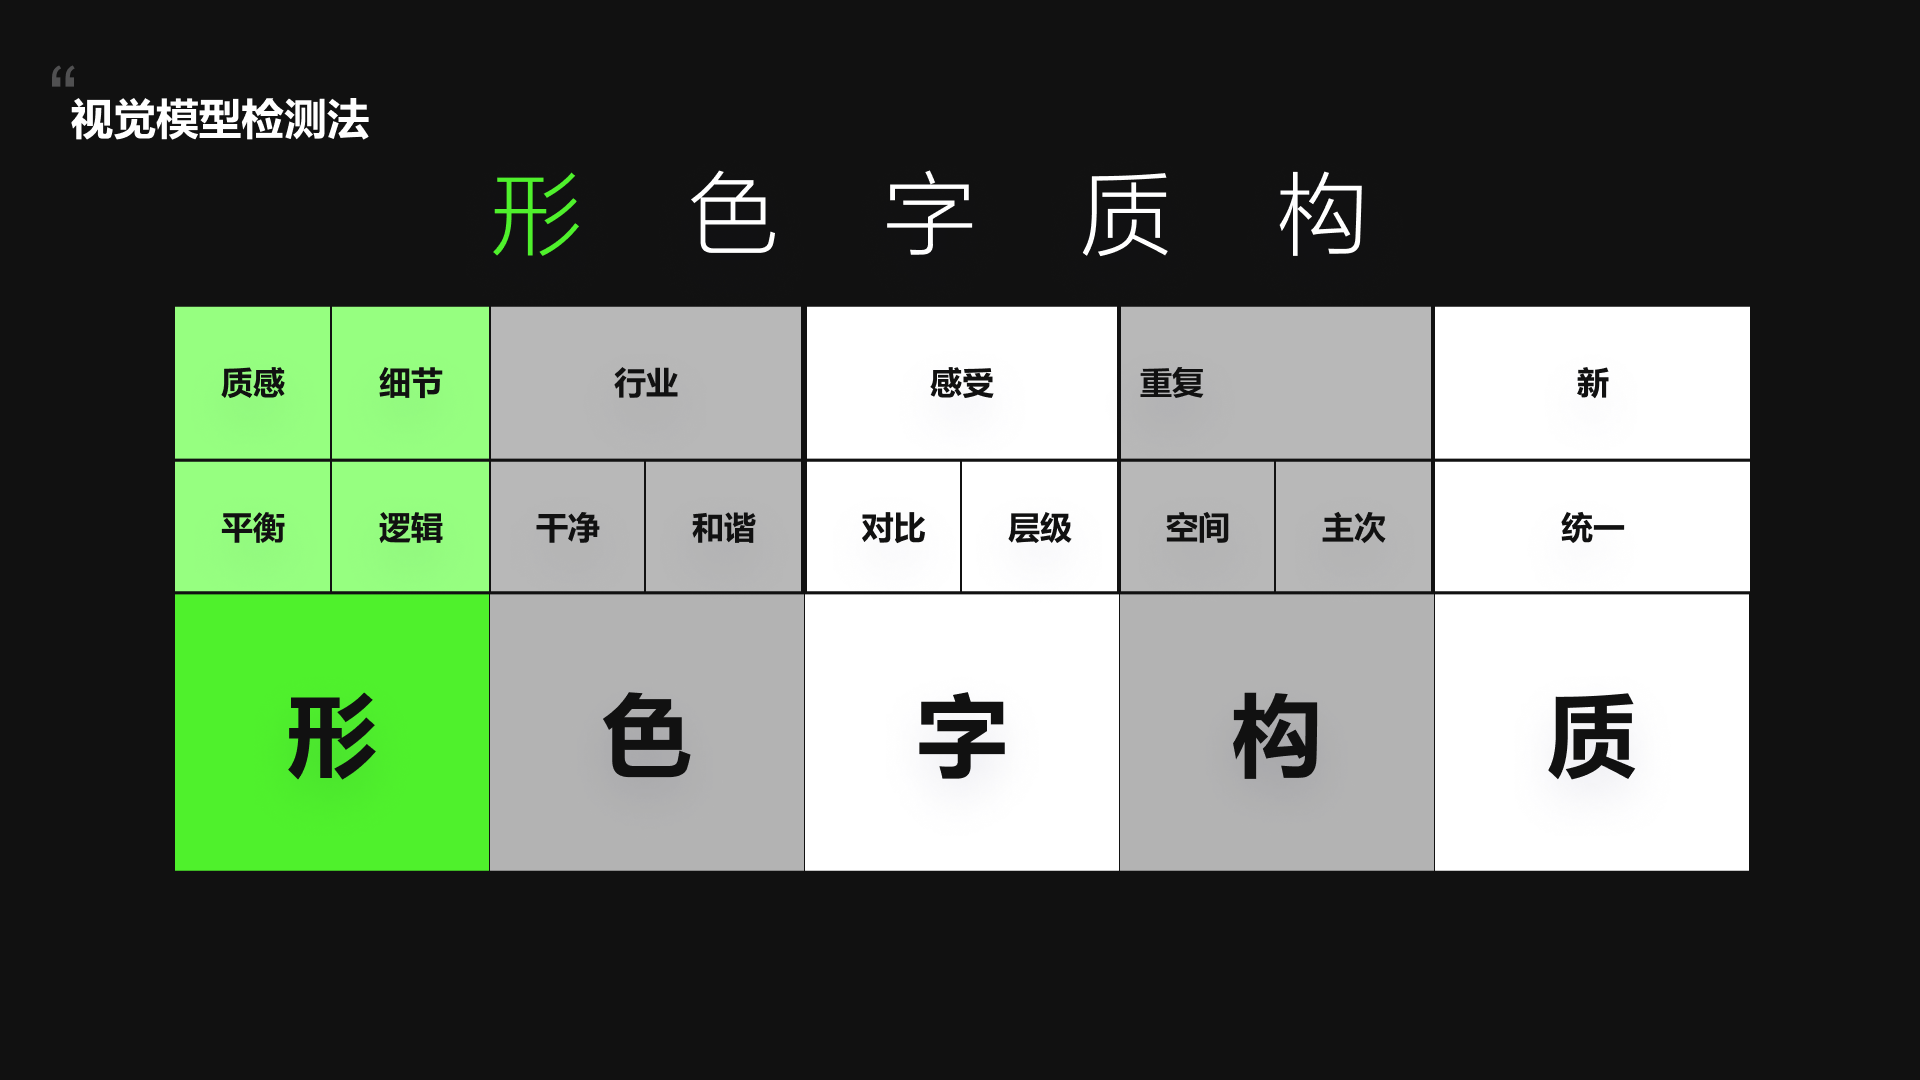 “
视觉模型检测法
形 色 字 质 构
质感 细节 行业 感受 重复 新
平衡 逻辑 干净 和谐 对比 层级 空间 主次 统一
形 色 字 构 质